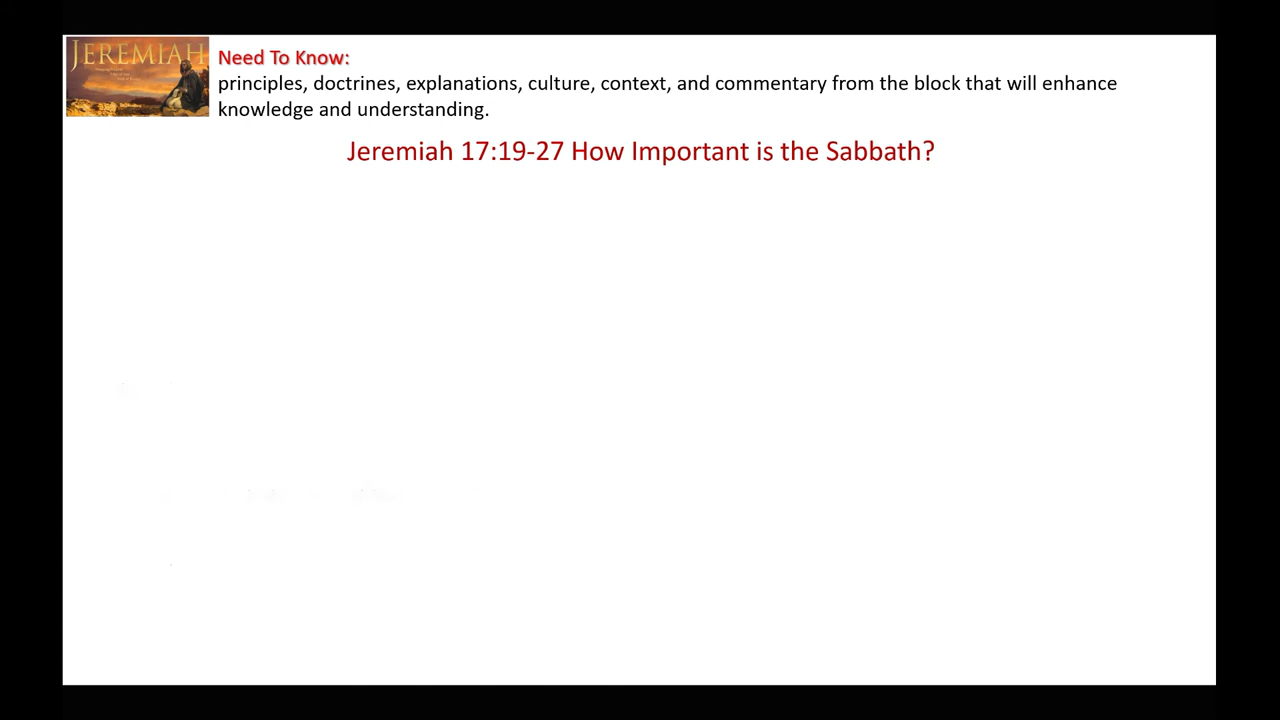 JEREMIAH
Need To Know:
principles, doctrines, explanations, culture, context, and commentary from the block that will enhance
knowledge and understanding.
Jeremiah 17:19-27 How Important is the Sabbath?